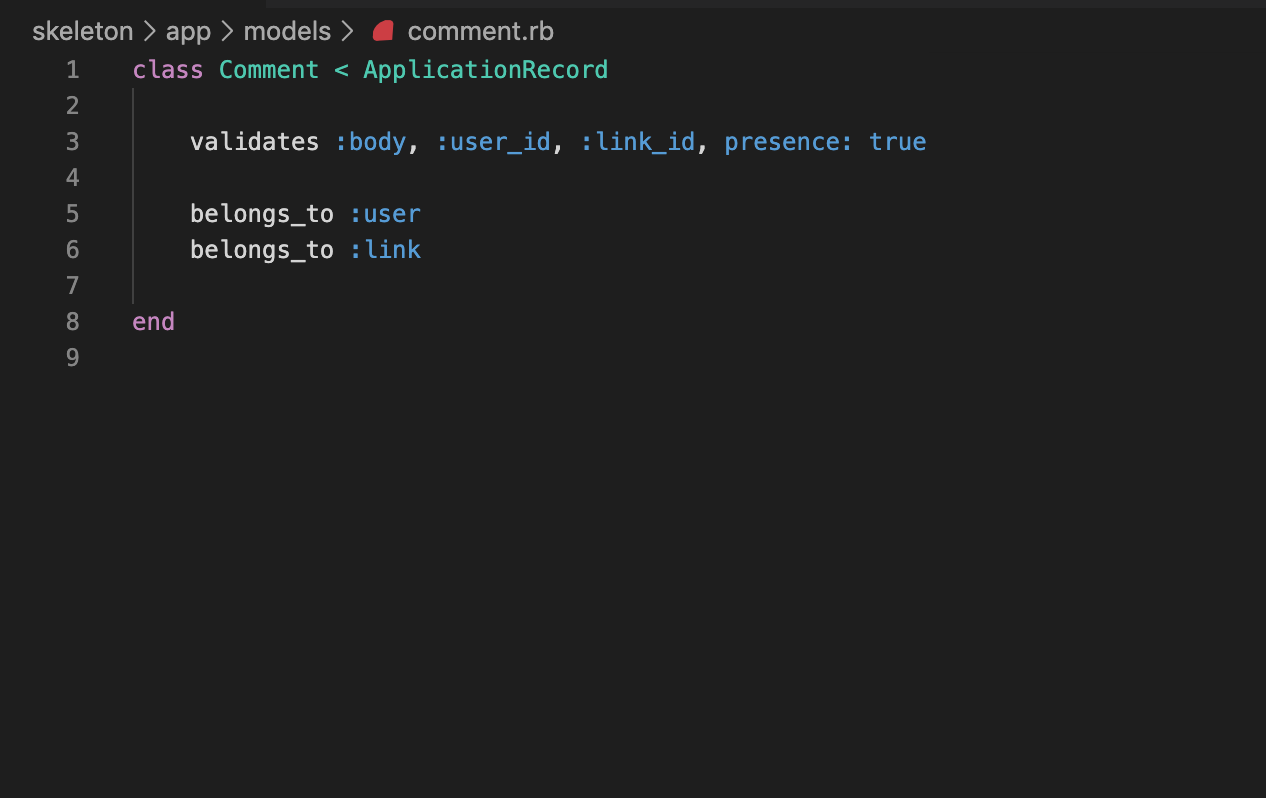 skeleton > app > models > comment.rb
1 class Comment < ApplicationRecord
2
3 validates :body, :user_id, :link_id, presence: true
4
5 belongs_to :user
6 belongs_to :link
7
8 end
9